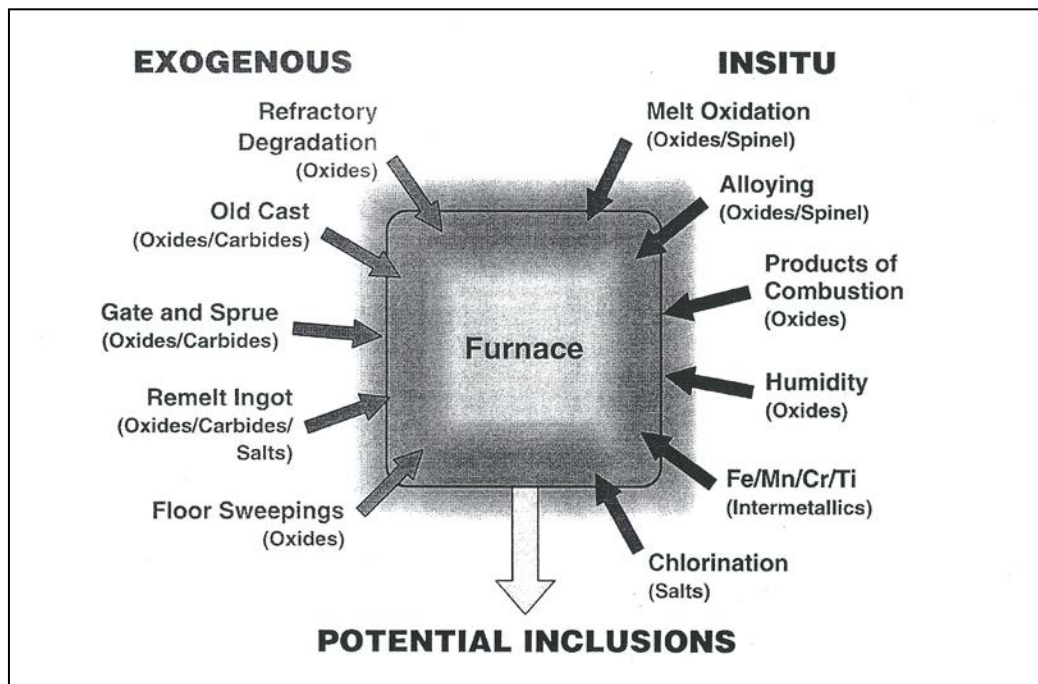 EXOGENOUS
Refractory
Degradation
(Oxides)
Old Cast
(Oxides/Carbides)
Gate and Sprue
(Oxides/Carbides)
Remelt Ingot
(Oxides/Carbides/
Salts)
Floor Sweepings
(Oxides)
Furnace
INSITU
Melt Oxidation
(Oxides/Spinel)
Alloying
(Oxides/Spinel)
Products of
Combustion
(Oxides)
Humidity
(Oxides)
Fe/Mn/Cr/Ti
(Intermetallics)
Chlorination
(Salts)
POTENTIAL INCLUSIONS